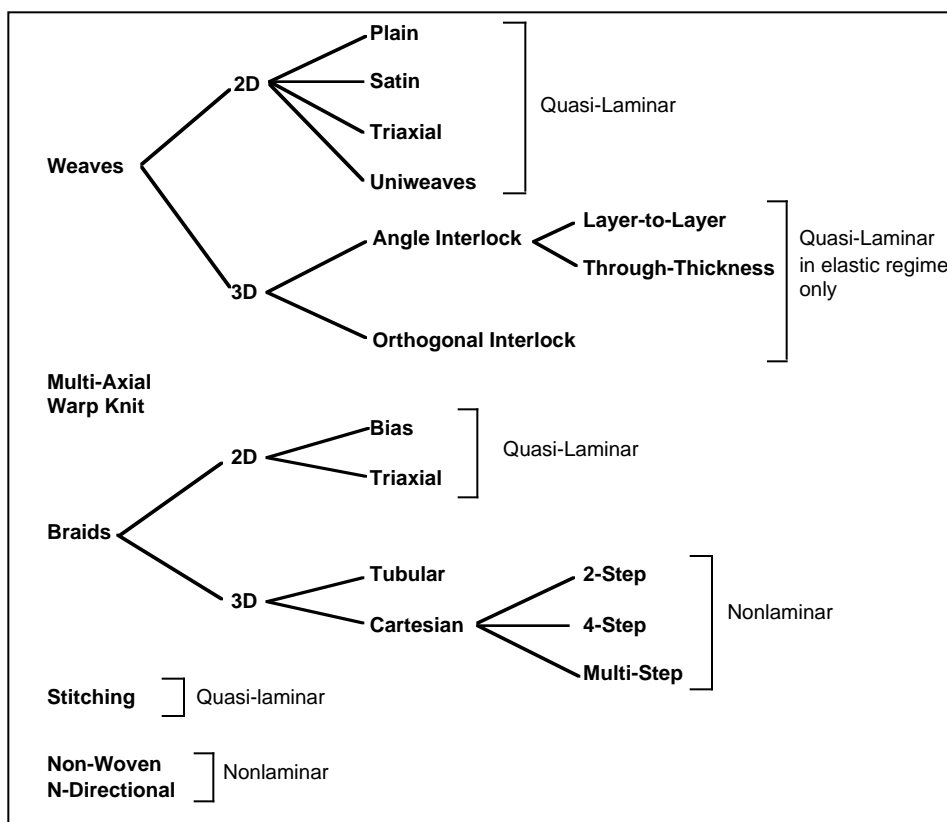 Plain
2D
Satin
Quasi-Laminar
Triaxial
Weaves
Uniweaves
Layer-to-Layer
Angle Interlock
Quasi-Laminar
in elastic regime
only
Through-Thickness
3D
Orthogonal Interlock
Multi-Axial
Warp Knit
Bias
2D
Quasi-Laminar
Triaxial
Braids
Tubular
2-Step
3D
Cartesian
4-Step
Nonlaminar
Multi-Step
Stitching
Quasi-laminar
Non-Woven
N-Directional
Nonlaminar